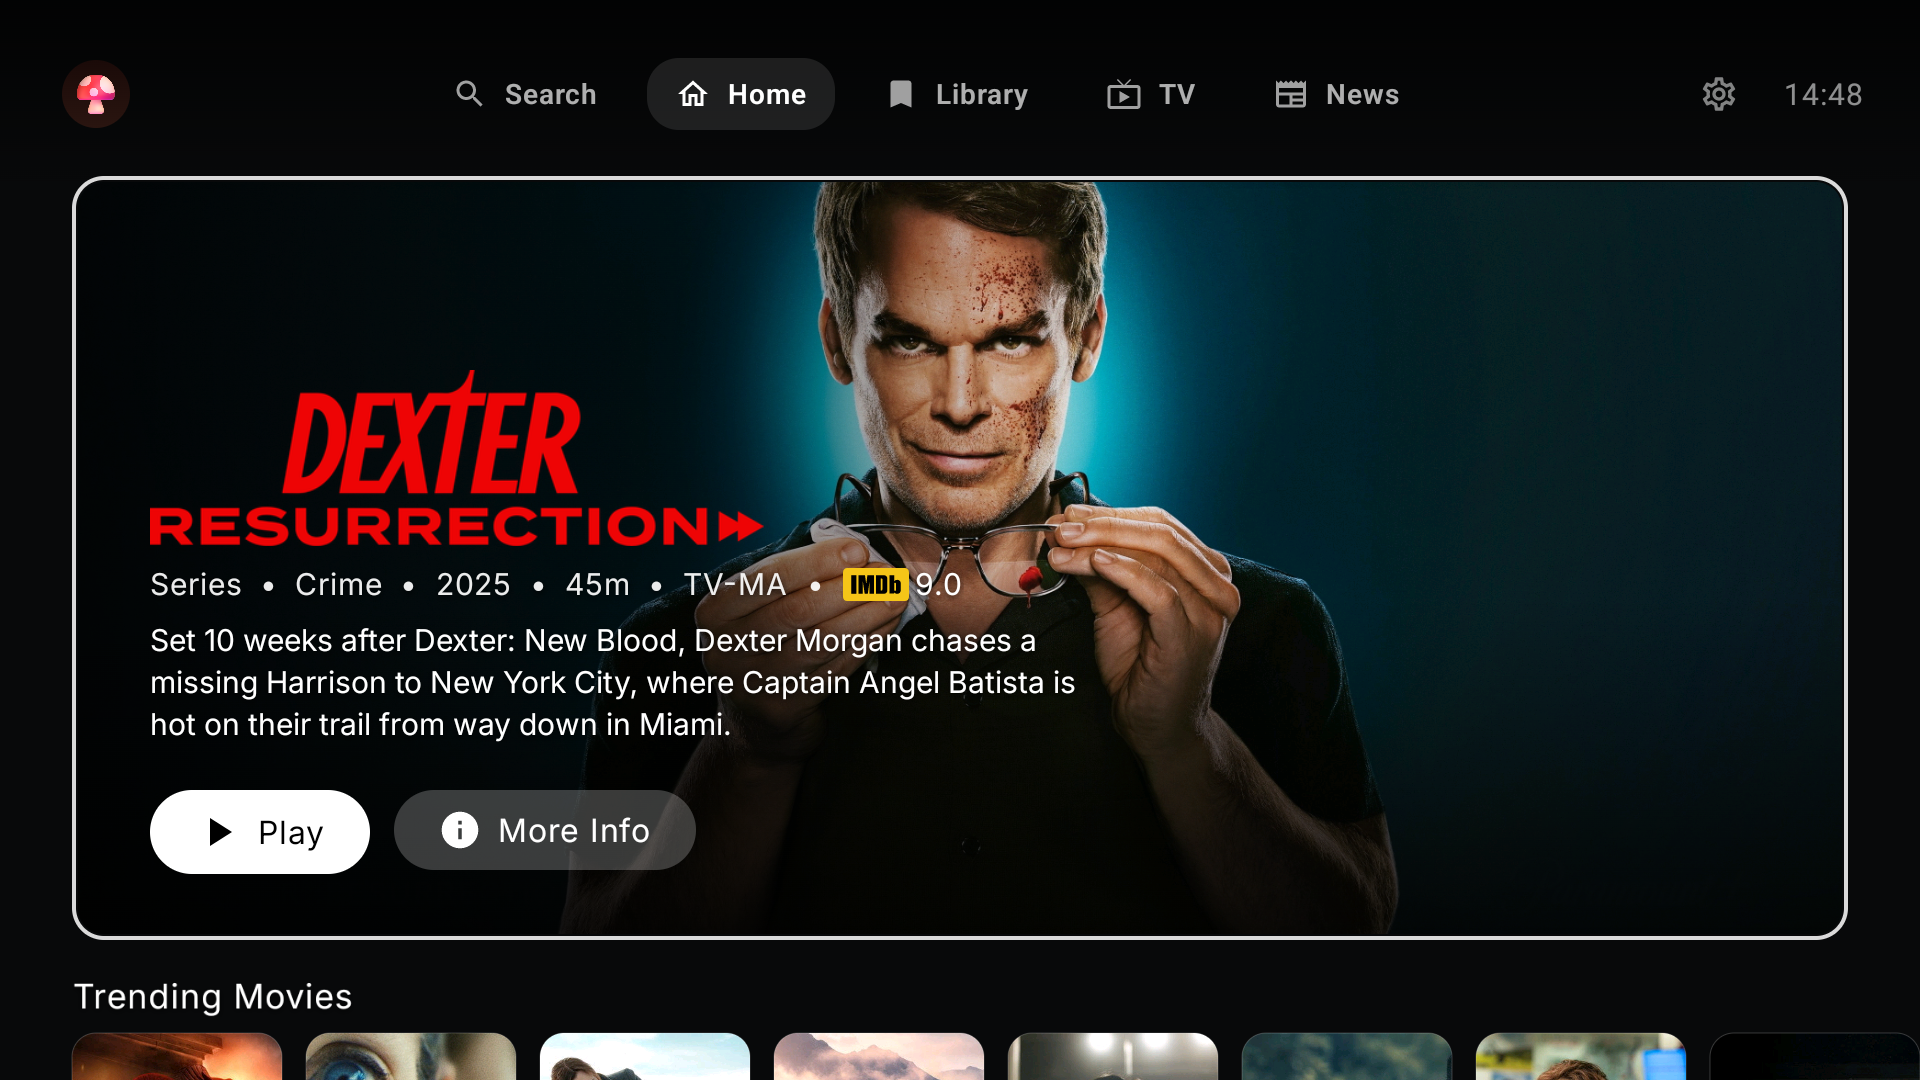 Search
Home
Library
TV
News
14:48
DEXTER
RESURRECTION
Series • Crime • 2025 • 45m • TV-MA • IMDb 9.0
Set 10 weeks after Dexter: New Blood, Dexter Morgan chases a
missing Harrison to New York City, where Captain Angel Batista is
hot on their trail from way down in Miami.
Play
More Info
Trending Movies